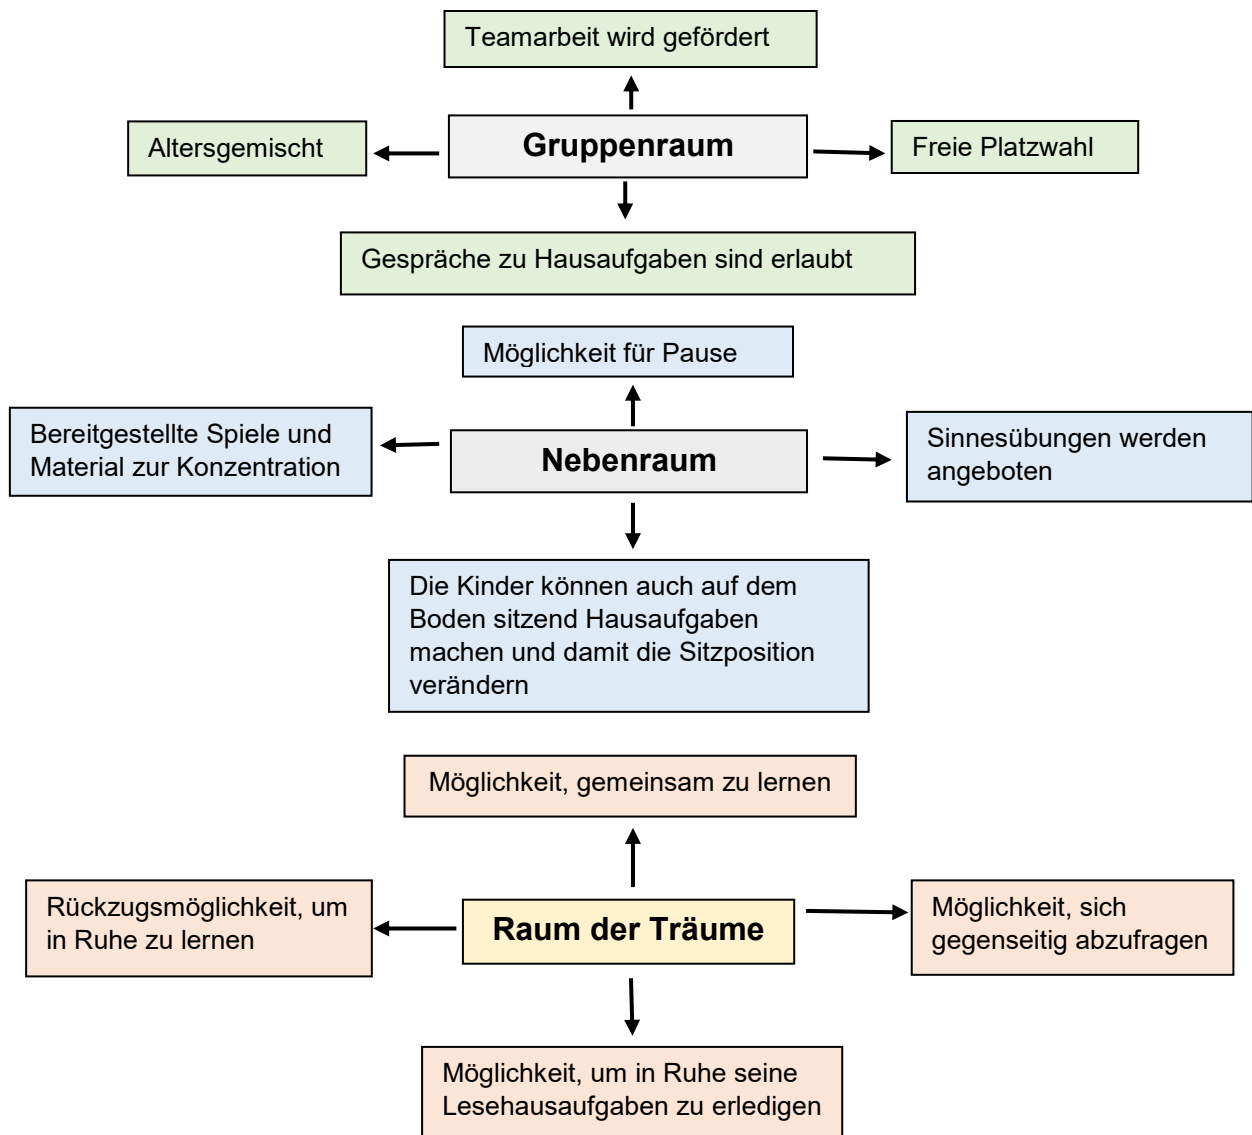 Teamarbeit wird gefördert
Altersgemischt
Gruppenraum
Freie Platzwahl
Gespräche zu Hausaufgaben sind erlaubt
Möglichkeit für Pause
Bereitgestellte Spiele und
Material zur Konzentration
Nebenraum
Sinnesübungen werden
angeboten
Die Kinder können auch auf dem
Boden sitzend Hausaufgaben
machen und damit die Sitzposition
verändern
Möglichkeit, gemeinsam zu lernen
Rückzugsmöglichkeit, um
in Ruhe zu lernen
Raum der Träume
Möglichkeit, sich
gegenseitig abzufragen
Möglichkeit, um in Ruhe seine
Lesehausaufgaben zu erledigen